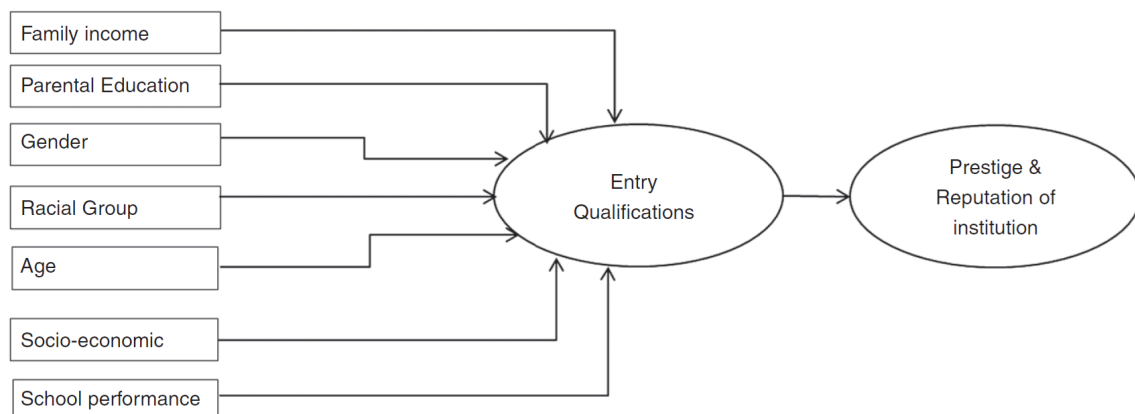 Family income
Parental Education
Gender
Racial Group
Age
Socio-economic
School performance
Entry
Qualifications
Prestige &
Reputation of
institution